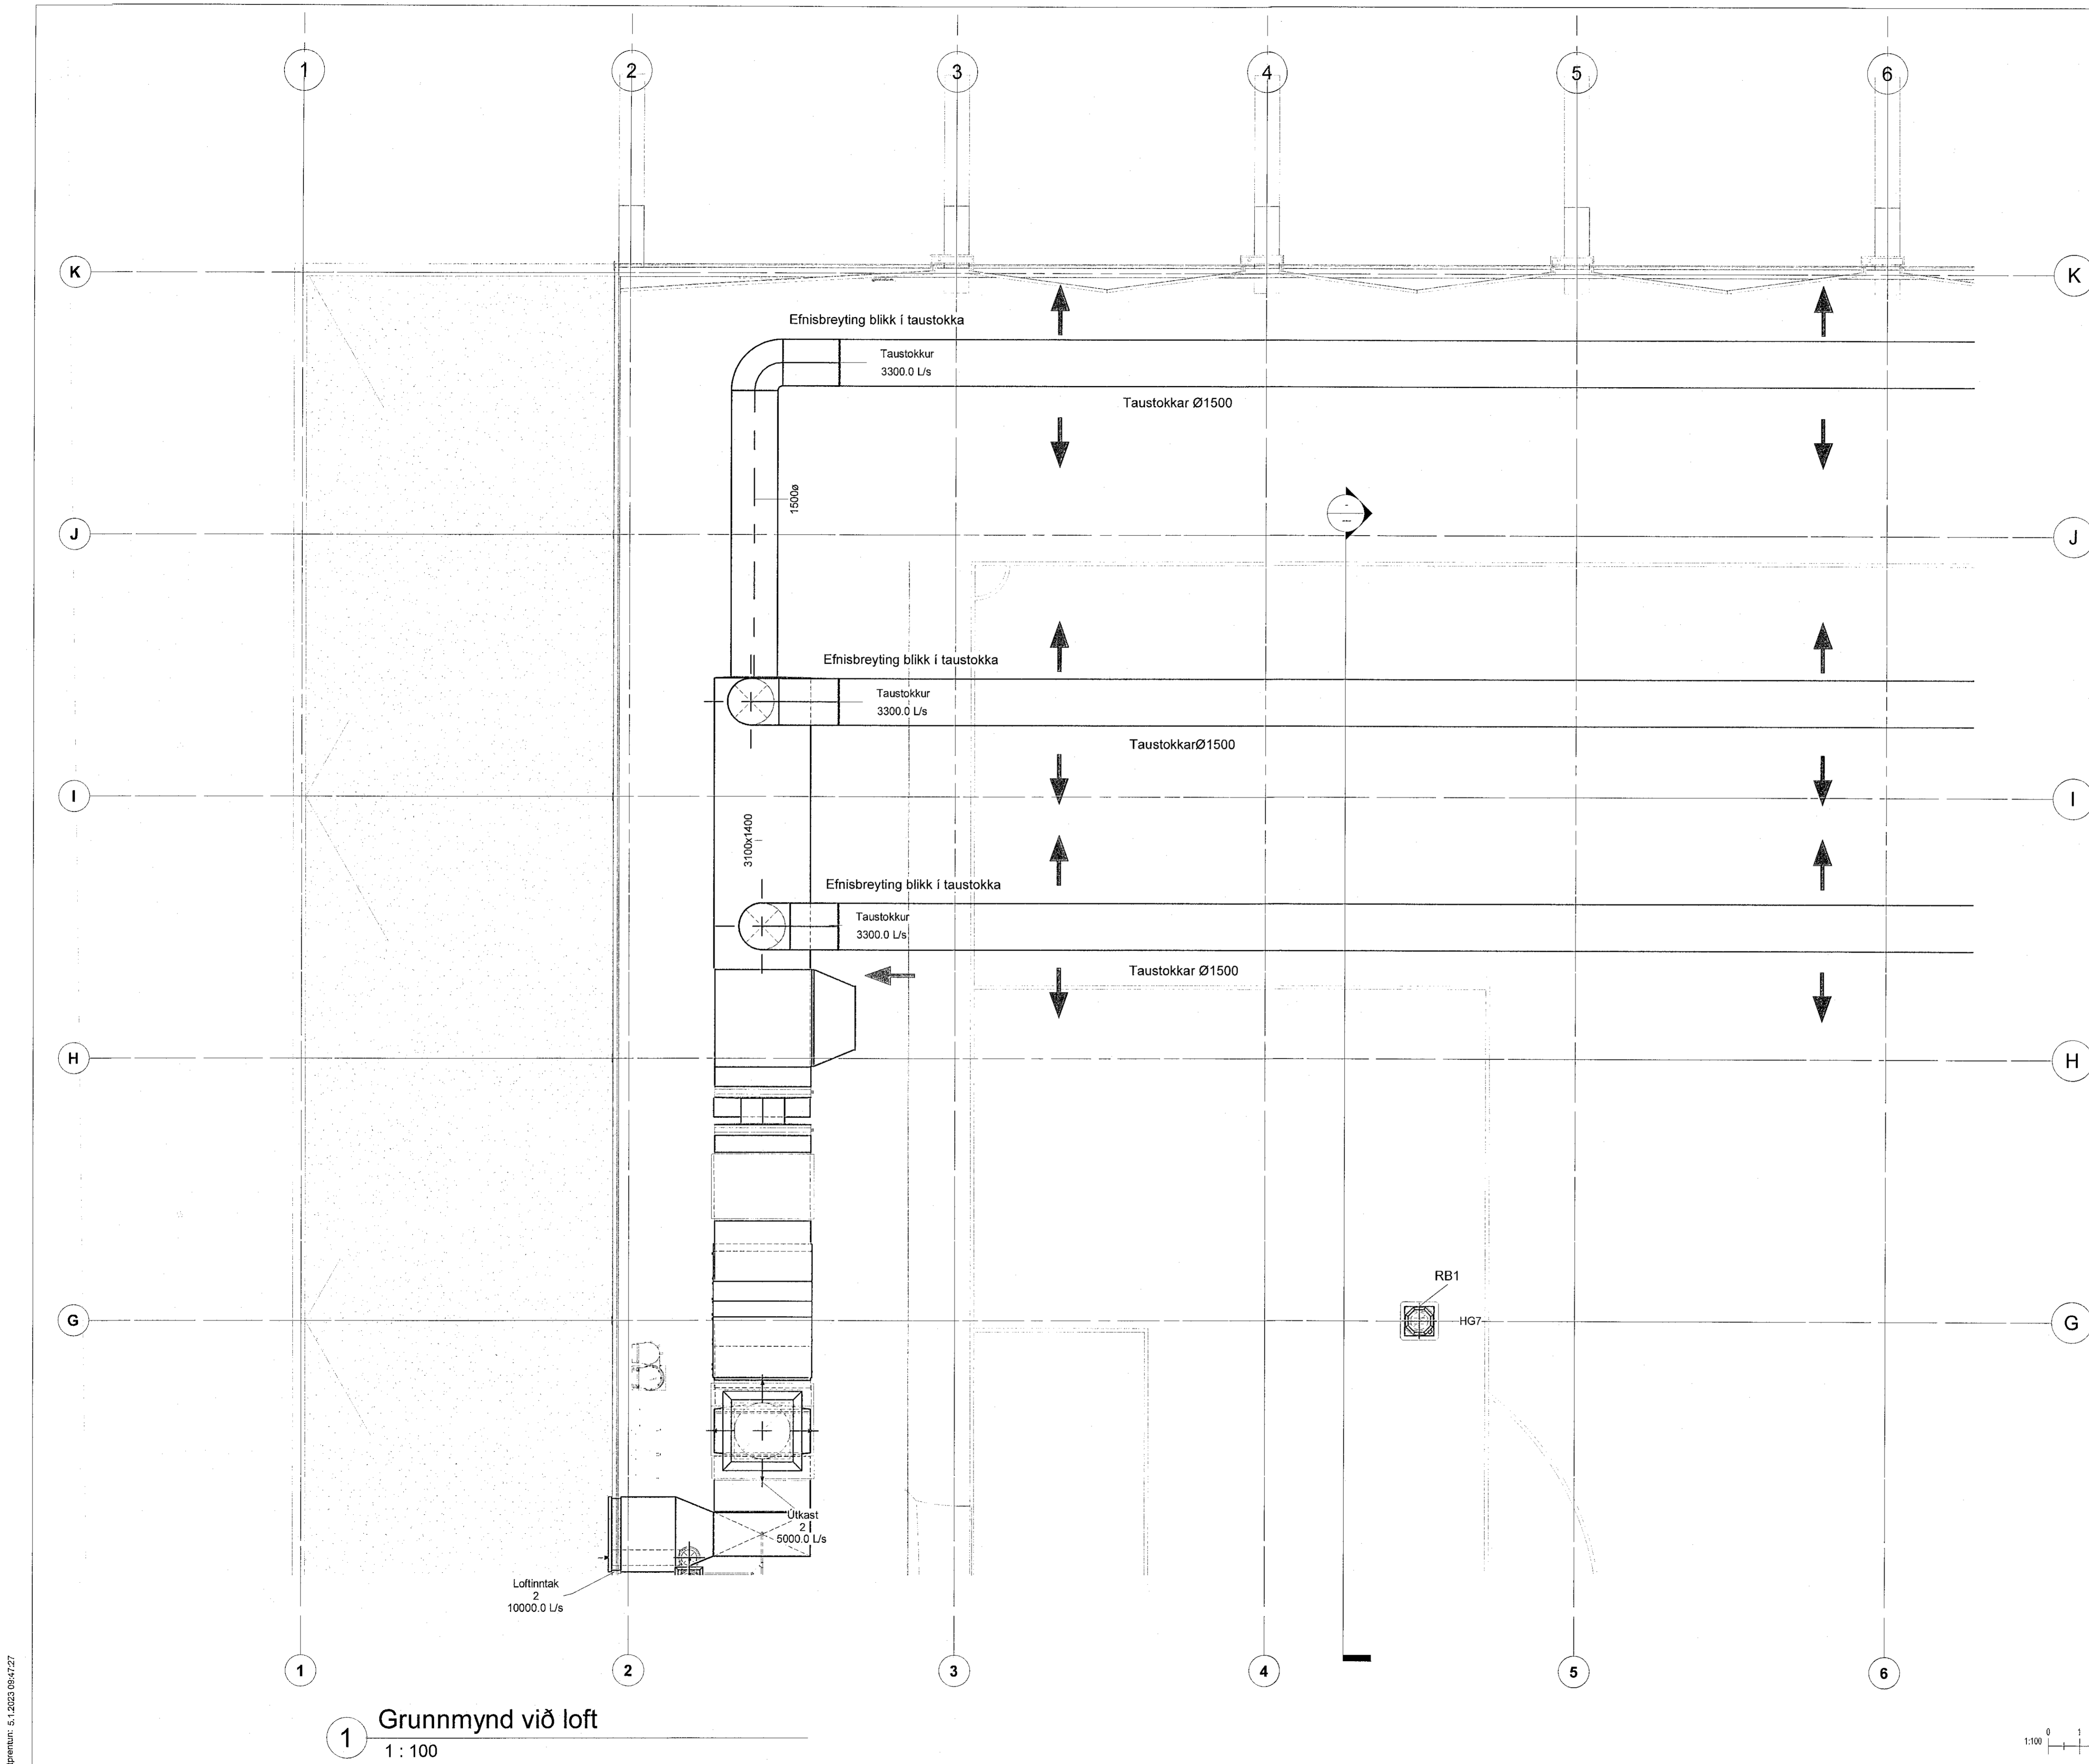 1
2
3
4
5
6
K
K
Efnisbreyting blikk í taustokka
Taustokkur
3300.0 L/s
Taustokkar Ø1500
1500ø
J
J
Efnisbreyting blikk í taustokka
Taustokkur
3300.0 L/s
TaustokkarØ1500
I
I
3100x1400
Efnisbreyting blikk í taustokka
Taustokkur
3300.0 L/s
Taustokkar Ø1500
H
H
RB1
HG7
G
G
Útkast
2
5000.0 L/s
Loftinntak
2
10000.0 L/s
1
2
3
4
5
6
1
Grunnmynd við loft
1 : 100
1:100
0
1
prentun: 5.1.2023 09:47:27